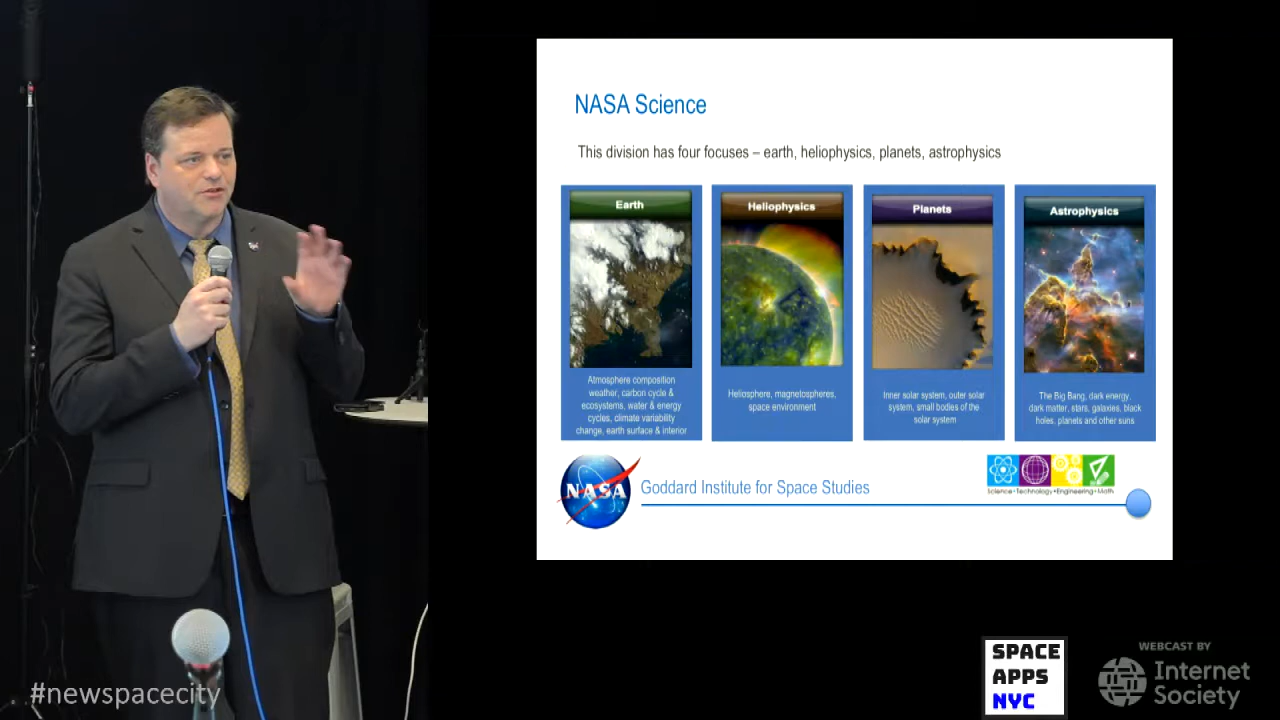 NASA Science
This division has four focuses – earth, heliophysics, planets, astrophysics
Earth
Atmosphere composition
weather, carbon cycle &
ecosystems, water & energy
cycles, climate variability
change, earth surface & interior
Heliophysics
Heliosphere, magnetospheres,
space environment
Planets
Inner solar system, outer solar
system, small bodies of the
solar system
Astrophysics
The Big Bang, dark energy,
dark matter, stars, galaxies, black
holes, planets and other suns
NASA
Goddard Institute for Space Studies
Science•Technology•Engineering•Math
#newspacecity
SPACE
APPS
NYC
WEBCAST BY
Internet
Society